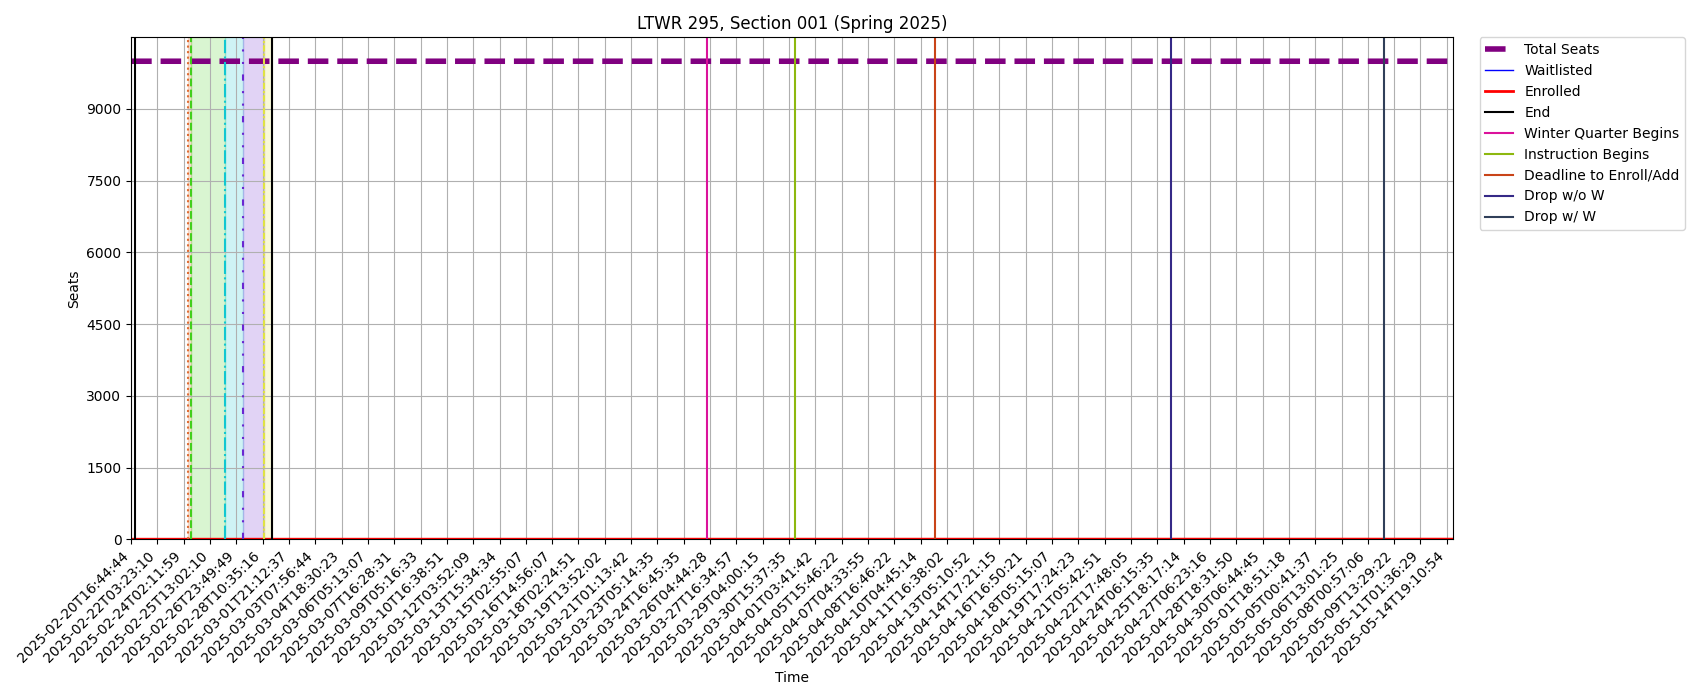 LTWR 295, Section 001 (Spring 2025)
Total Seats
Waitlisted
Enrolled
End
Winter Quarter Begins
Instruction Begins
Deadline to Enroll/Add
Drop w/o W
Drop w/ W
Seats
9000
7500
6000
4500
3000
1500
0
2025-02-20T16:44:44
2025-02-22T03:23:10
2025-02-24T02:11:59
2025-02-25T13:02:10
2025-02-26T23:49:49
2025-02-28T10:35:16
2025-03-01T21:12:37
2025-03-03T07:56:44
2025-03-04T18:30:23
2025-03-06T05:13:07
2025-03-07T16:28:31
2025-03-09T05:16:33
2025-03-10T16:38:51
2025-03-12T03:52:09
2025-03-13T15:34:34
2025-03-15T02:55:07
2025-03-16T14:56:07
2025-03-18T02:24:51
2025-03-19T13:52:02
2025-03-21T01:13:42
2025-03-23T05:14:35
2025-03-24T16:45:35
2025-03-26T04:44:28
2025-03-27T16:34:57
2025-03-29T04:00:15
2025-03-30T15:37:35
2025-04-01T03:41:42
2025-04-05T15:46:22
2025-04-07T04:33:55
2025-04-08T16:46:22
2025-04-10T04:45:14
2025-04-11T16:38:02
2025-04-13T05:10:52
2025-04-14T17:21:15
2025-04-16T16:50:21
2025-04-18T05:15:07
2025-04-19T17:24:23
2025-04-21T05:42:51
2025-04-22T17:48:05
2025-04-24T06:15:35
2025-04-25T18:17:14
2025-04-27T06:23:16
2025-04-28T18:31:50
2025-04-30T06:44:45
2025-05-01T18:51:18
2025-05-05T00:41:37
2025-05-06T13:01:25
2025-05-08T00:57:06
2025-05-09T13:29:22
2025-05-11T01:36:29
2025-05-14T19:10:54
Time